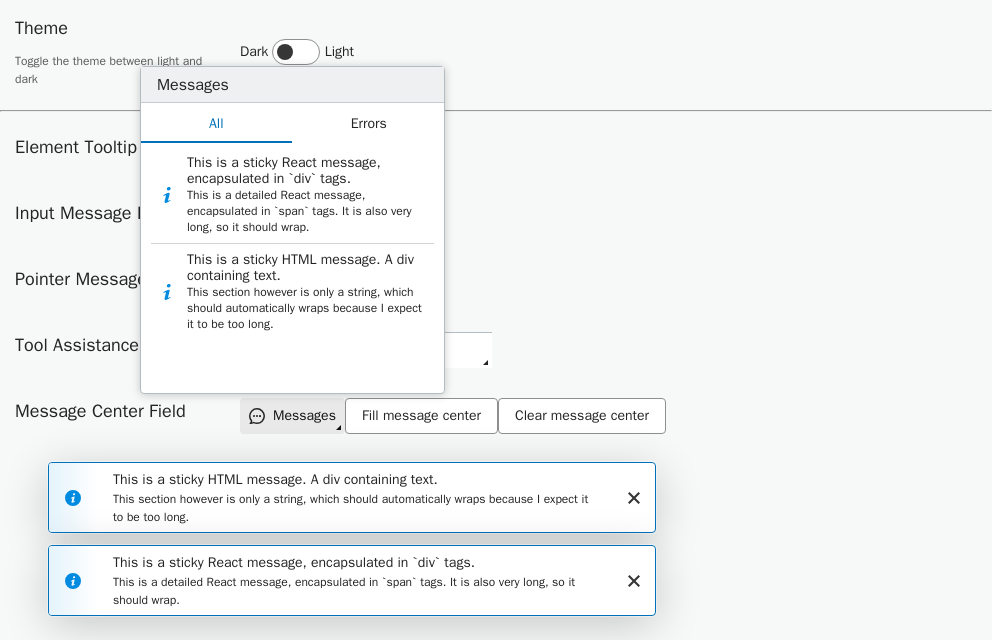 Theme
Toggle the theme between light and
dark
Dark
Light
Messages
All
Errors
This is a sticky React message,
encapsulated in `div` tags.
This is a detailed React message,
encapsulated in `span` tags. It is also very
long, so it should wrap.
This is a sticky HTML message. A div
containing text.
This section however is only a string, which
should automatically wraps because I expect
it to be too long.
Element Tooltip
Input Message
Pointer Message
Tool Assistance
Message Center Field
Messages
Fill message center
Clear message center
This is a sticky HTML message. A div containing text.
This section however is only a string, which should automatically wraps because I expect it
to be too long.
This is a sticky React message, encapsulated in `div` tags.
This is a detailed React message, encapsulated in `span` tags. It is also very long, so it
should wrap.